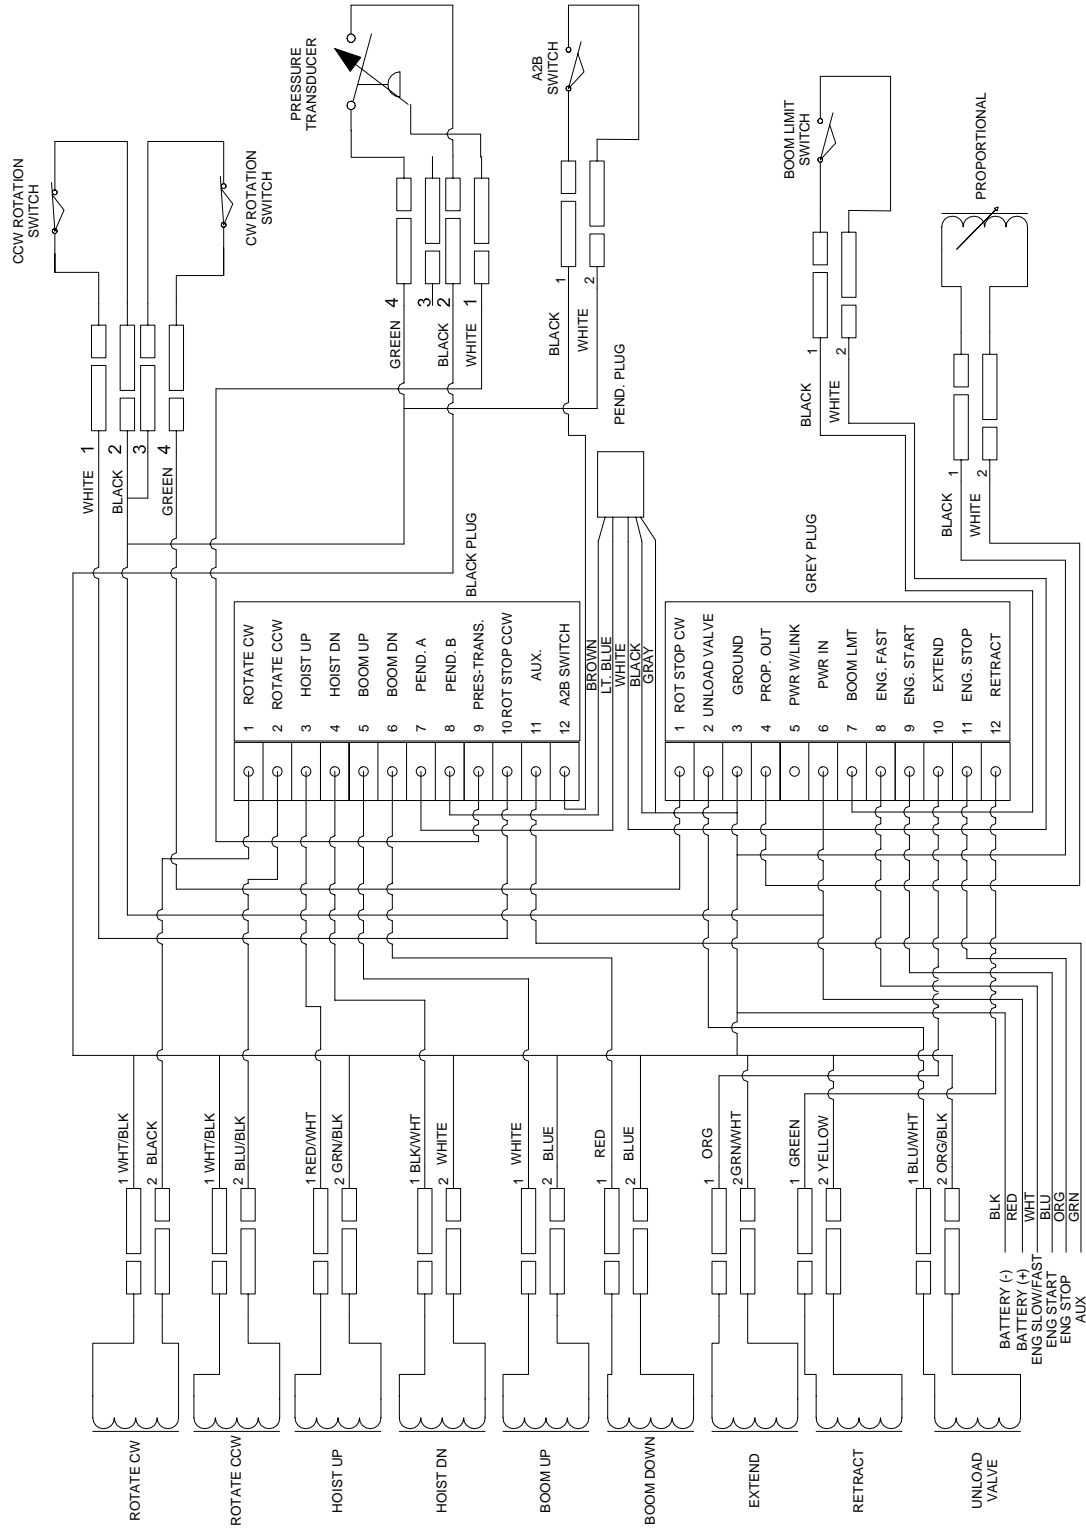 CCW ROTATION
SWITCH
CW ROTATION
SWITCH
PRESSURE
TRANSDUCER
A2B
SWITCH
BOOM LIMIT
SWITCH
PROPORTIONAL
WHITE 1
BLACK 2
3
GREEN 4
GREEN 4
3
BLACK 2
WHITE 1
BLACK 1
WHITE 2
BLACK 1
WHITE 2
BLACK 1
WHITE 2
PEND. PLUG
BLACK PLUG
1 ROTATE CW
2 ROTATE CCW
3 HOIST UP
4 HOIST DN
5 BOOM UP
6 BOOM DN
7 PEND. A
8 PEND. B
9 PRES-TRANS.
10 ROT STOP CCW
11 AUX.
12 A2B SWITCH
BROWN
LT. BLUE
WHITE
BLACK
GRAY
GREY PLUG
1 ROT STOP CW
2 UNLOAD VALVE
3 GROUND
4 PROP. OUT
5 PWR W/LINK
6 PWR IN
7 BOOM LMT
8 ENG. FAST
9 ENG. START
10 EXTEND
11 ENG. STOP
12 RETRACT
1 WHT/BLK
2 BLACK
1 WHT/BLK
2 BLU/BLK
1 RED/WHT
2 GRN/BLK
1 BLK/WHT
2 WHITE
1 WHITE
2 BLUE
1 RED
2 BLUE
1 ORG
2 GRN/WHT
1 GREEN
2 YELLOW
1 BLU/WHT
2 ORG/BLK
BATTERY (-) BLK
BATTERY (+) RED
ENG SLOW/FAST WHT
ENG START BLU
ENG STOP ORG
AUX GRN
ROTATE CW
ROTATE CCW
HOIST UP
HOIST DN
BOOM UP
BOOM DOWN
EXTEND
RETRACT
UNLOAD
VALVE